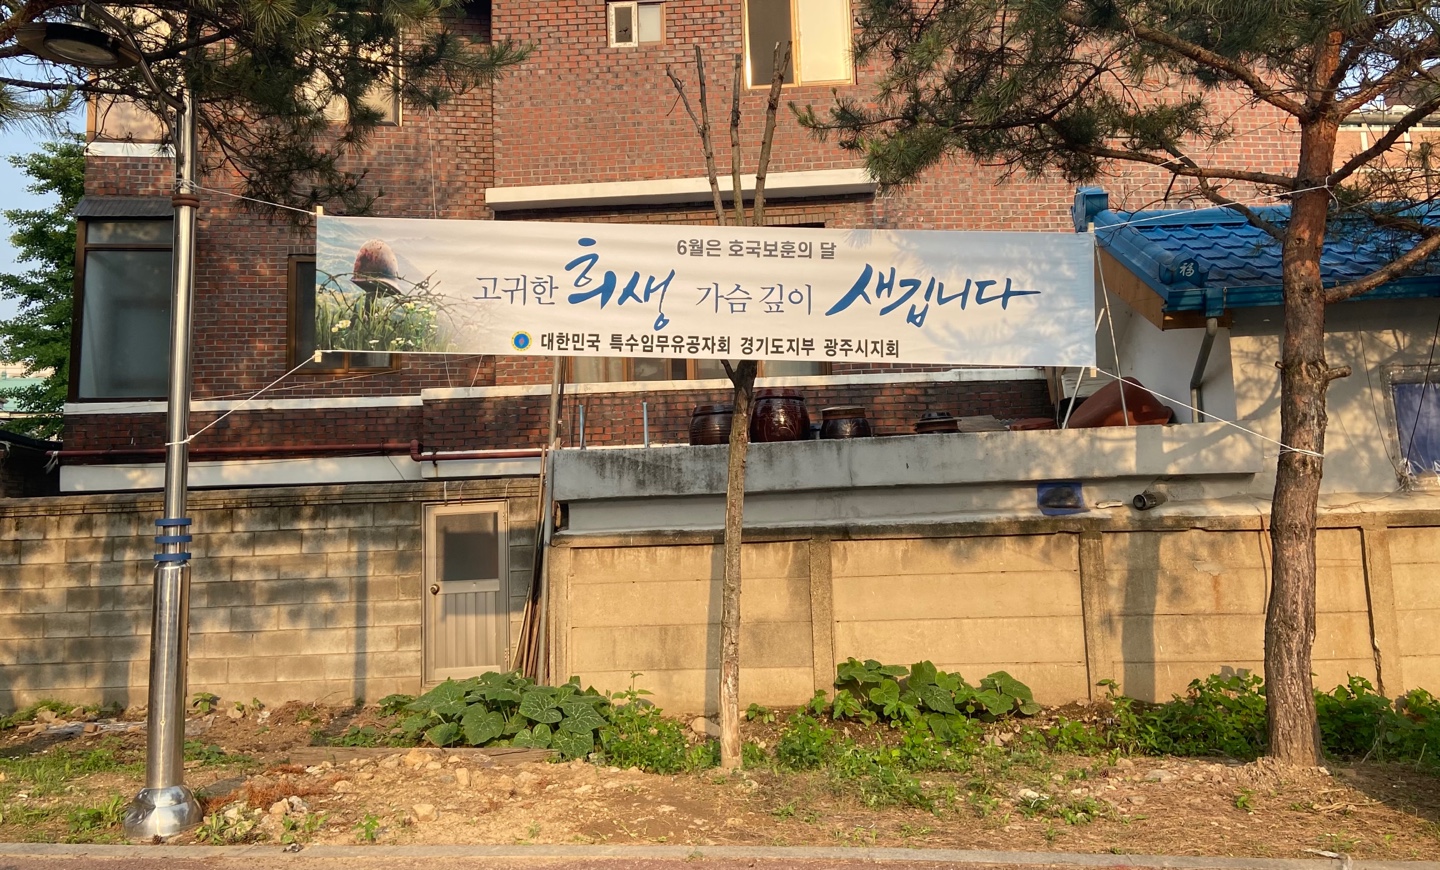 6월은 호국보훈의 달
고귀한 희생 가슴 깊이 새깁니다
대한민국 특수임무유공자회 경기도지부 광주시지회
福